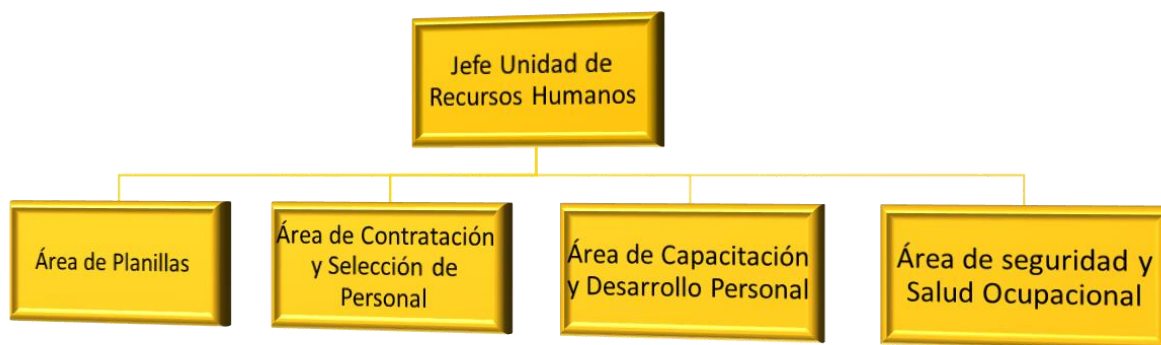 Jefe Unidad de
Recursos Humanos
Área de Planillas
Área de Contratación
y Selección de
Personal
Área de Capacitación
y Desarrollo Personal
Área de seguridad y
Salud Ocupacional